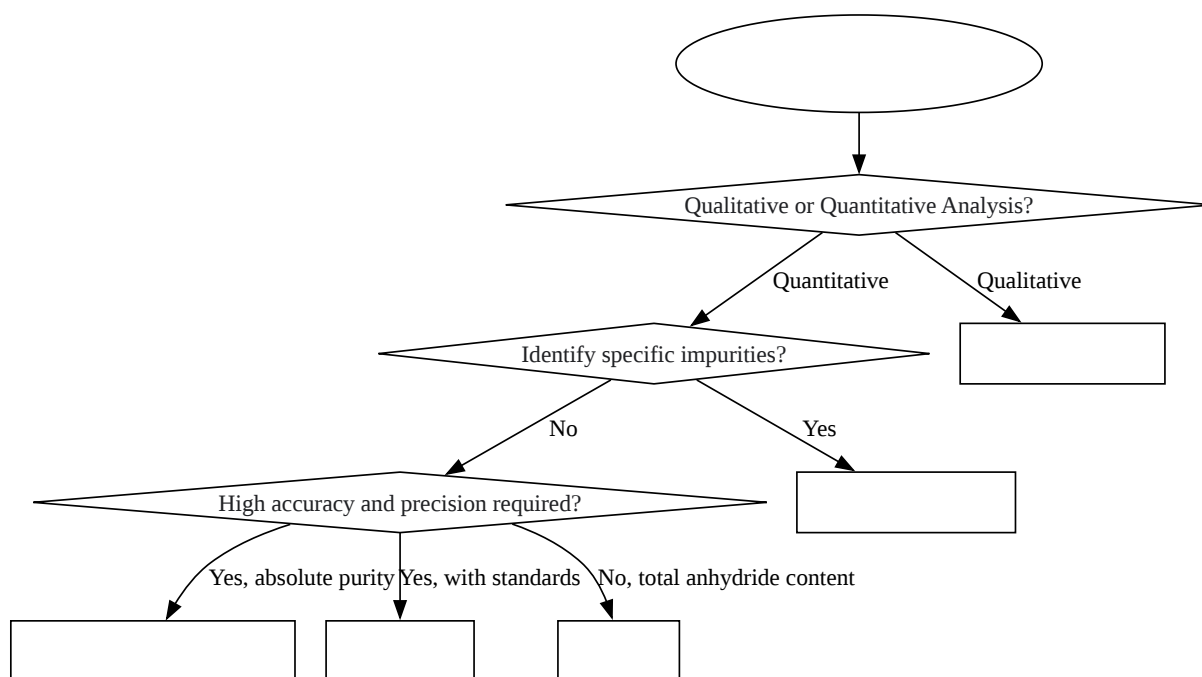 Qualitative or Quantitative Analysis?
Quantitative
Qualitative
Identify specific impurities?
No
Yes
High accuracy and precision required?
Yes, absolute purity
Yes, with standards
No, total anhydride content